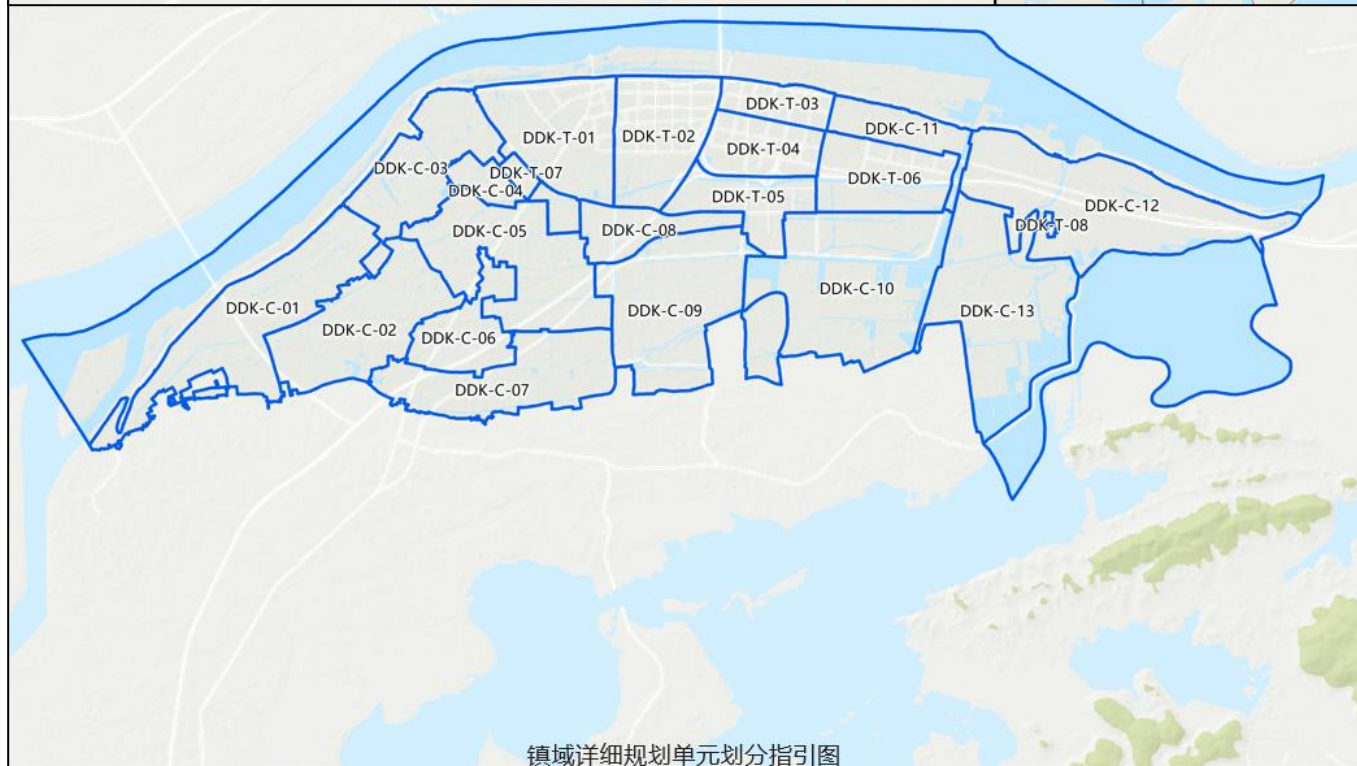 DDK-T-03
DDK-C-11
DDK-T-01
DDK-T-02
DDK-T-04
DDK-C-03
DDK-T-07
DDK-T-06
DDK-C-04
DDK-T-05
DDK-C-12
DDK-T-08
DDK-C-05
DDK-C-08
DDK-C-10
DDK-C-01
DDK-C-09
DDK-C-13
DDK-C-02
DDK-C-06
DDK-C-07
镇域详细规划单元划分指引图